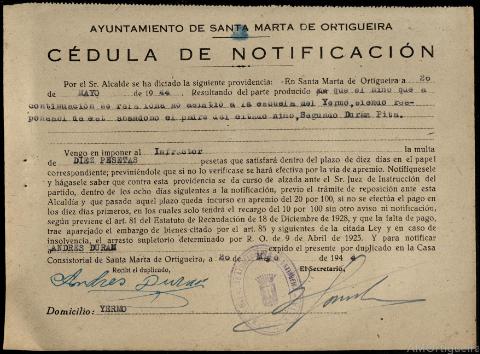 AYUNTAMIENTO DE SANTA MARTA DE ORTIGUEIRA
CÉDULA DE NOTIFICACIÓN
Por el Sr. Alcalde se ha dictado la siguiente providencia: «En Santa Marta de Ortigueira a 20
de MAYO de 1944. Resultando del parte producido por que el niño que a
continuación se relaciona no asistió a la escuela del Yermo, siendo res-
ponsable de est abandono el padre del citado niño, Segundo Duran Pita.
Vengo en imponer al Infractor la multa
de DIEZ PESETAS pesetas que satisfará dentro del plazo de diez días en el papel
correspondiente; previniéndole que si no lo verificase se hará efectiva por la vía de apremio. Notifíquesele
y hágasele saber que contra esta providencia se da curso de alzada ante el Sr. Juez de Instrucción del
partido, dentro de los ocho días siguientes a la notificación, previo el trámite de reposición ante esta
Alcaldía y que pasado aquel plazo queda incurso en apremio del 20 por 100, si no se efectúa el pago en
los diez días primeros, en los cuales solo tendrá el recargo del 10 por 100 sin otro aviso ni notificación,
según previene el art. 81 del Estatuto de Recaudación de 18 de Diciembre de 1928, y que la falta de pago,
trae aparejado el embargo de bienes citado por el art. 85 y siguientes de la citada Ley y en caso de
insolvencia, el arresto supletorio determinado por R. O. de 9 de Abril de 1925. Y para notificar
a ANDRES DURAN expido el presente por duplicado en la Casa
Consistorial de Santa Marta de Ortigueira, a 20 de Mayo de 194
Recibí el duplicado,
El Secretario,
Andres Duran
Domicilio: YERMO
AMOrtigueira